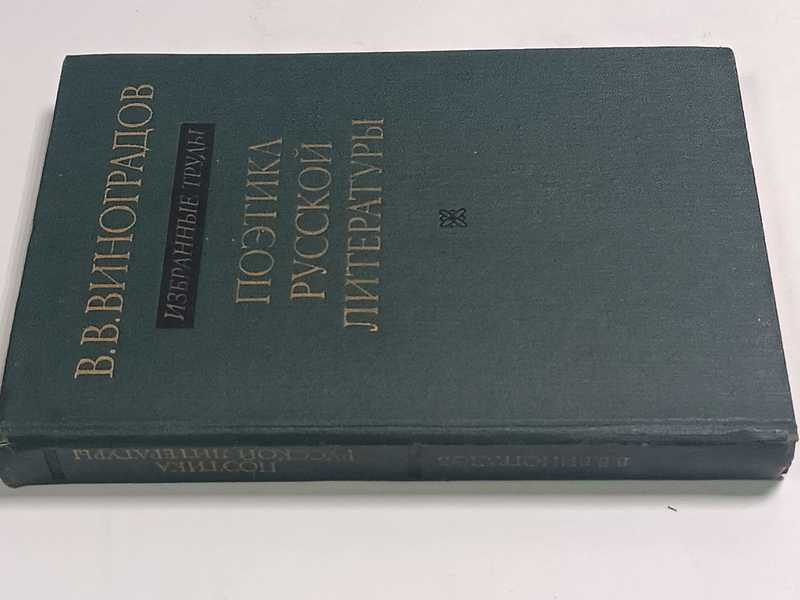 В. В. ВИНОГРАДОВ
ИЗБРАННЫЕ ТРУДЫ
ПОЭТИКА
РУССКОЙ
ЛИТЕРАТУРЫ
В. В. ВИНОГРАДОВ
ПОЭТИКА
РУССКОЙ ЛИТЕРАТУРЫ